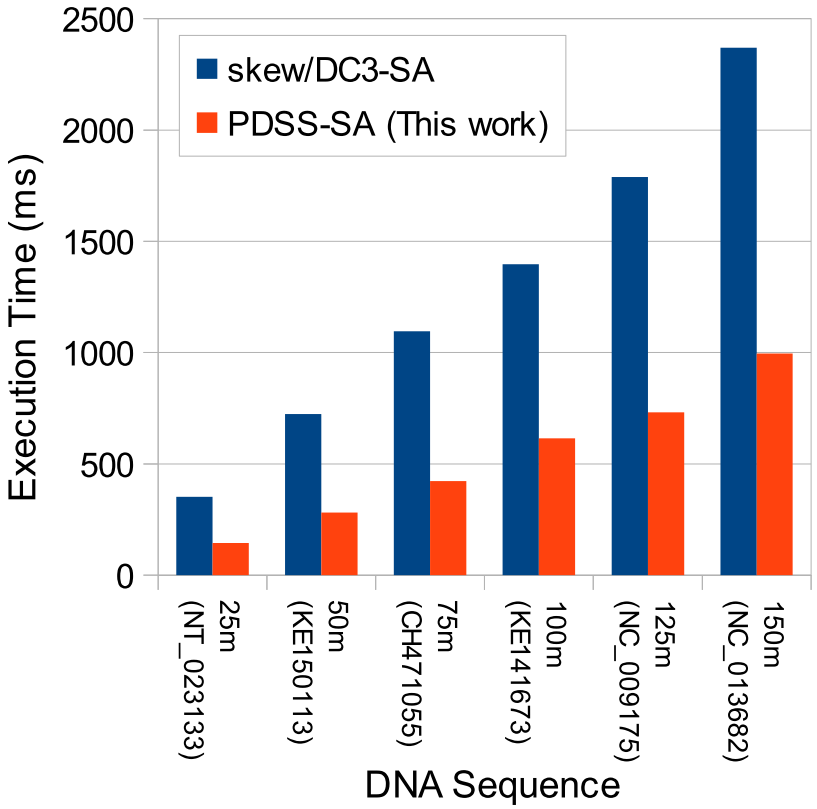 2500
2000
1500
1000
500
0
Execution Time (ms)
skew/DC3-SA
PDSS-SA (This work)
25m
(NT_023133)
50m
(KE150113)
75m
(CH471055)
100m
(KE141673)
125m
(NC_009175)
150m
(NC_013682)
DNA Sequence